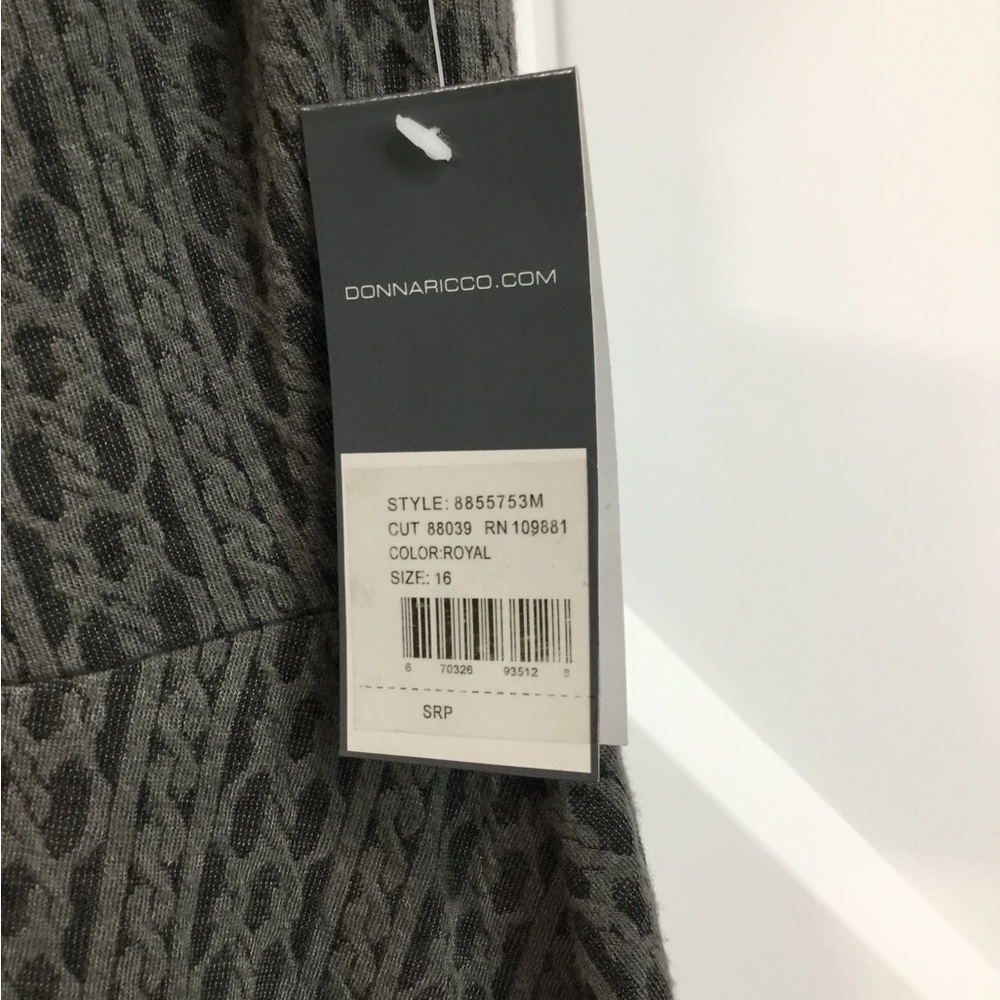 DONNARICCO.COM
STYLE: 8855753M
CUT 88039 RN 109881
COLOR:ROYAL
SIZE: 16
6 70326 93512 8
SRP